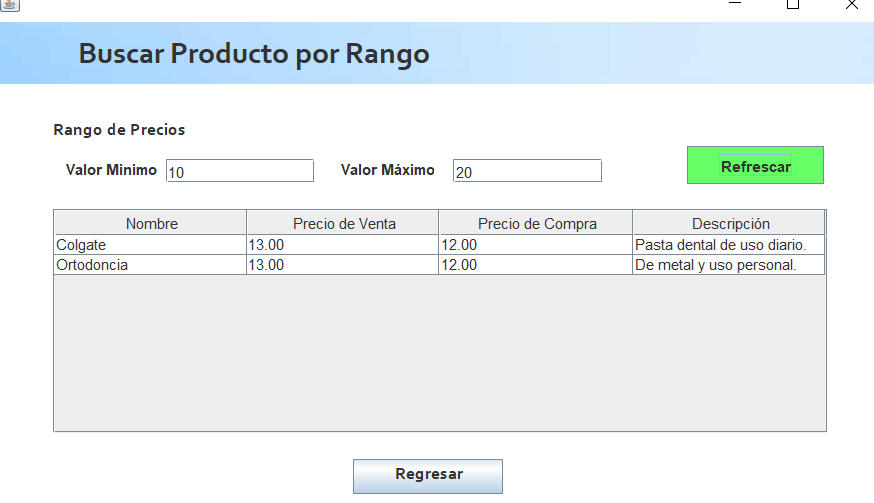 Buscar Producto por Rango
Rango de Precios
Valor Minimo 10 Valor Máximo 20 Refrescar
Nombre Precio de Venta Precio de Compra Descripción
Colgate 13.00 12.00 Pasta dental de uso diario.
Ortodoncia 13.00 12.00 De metal y uso personal.
Regresar